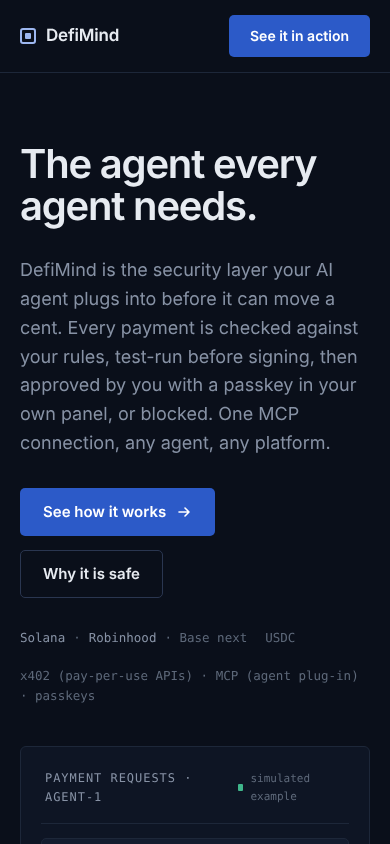 DefiMind
See it in action
The agent every
agent needs.
DefiMind is the security layer your AI
agent plugs into before it can move a
cent. Every payment is checked against
your rules, test-run before signing, then
approved by you with a passkey in your
own panel, or blocked. One MCP
connection, any agent, any platform.
See how it works →
Why it is safe
Solana · Robinhood · Base next USDC
x402 (pay-per-use APIs) · MCP (agent plug-in)
· passkeys
PAYMENT REQUESTS ·
AGENT-1
simulated
example